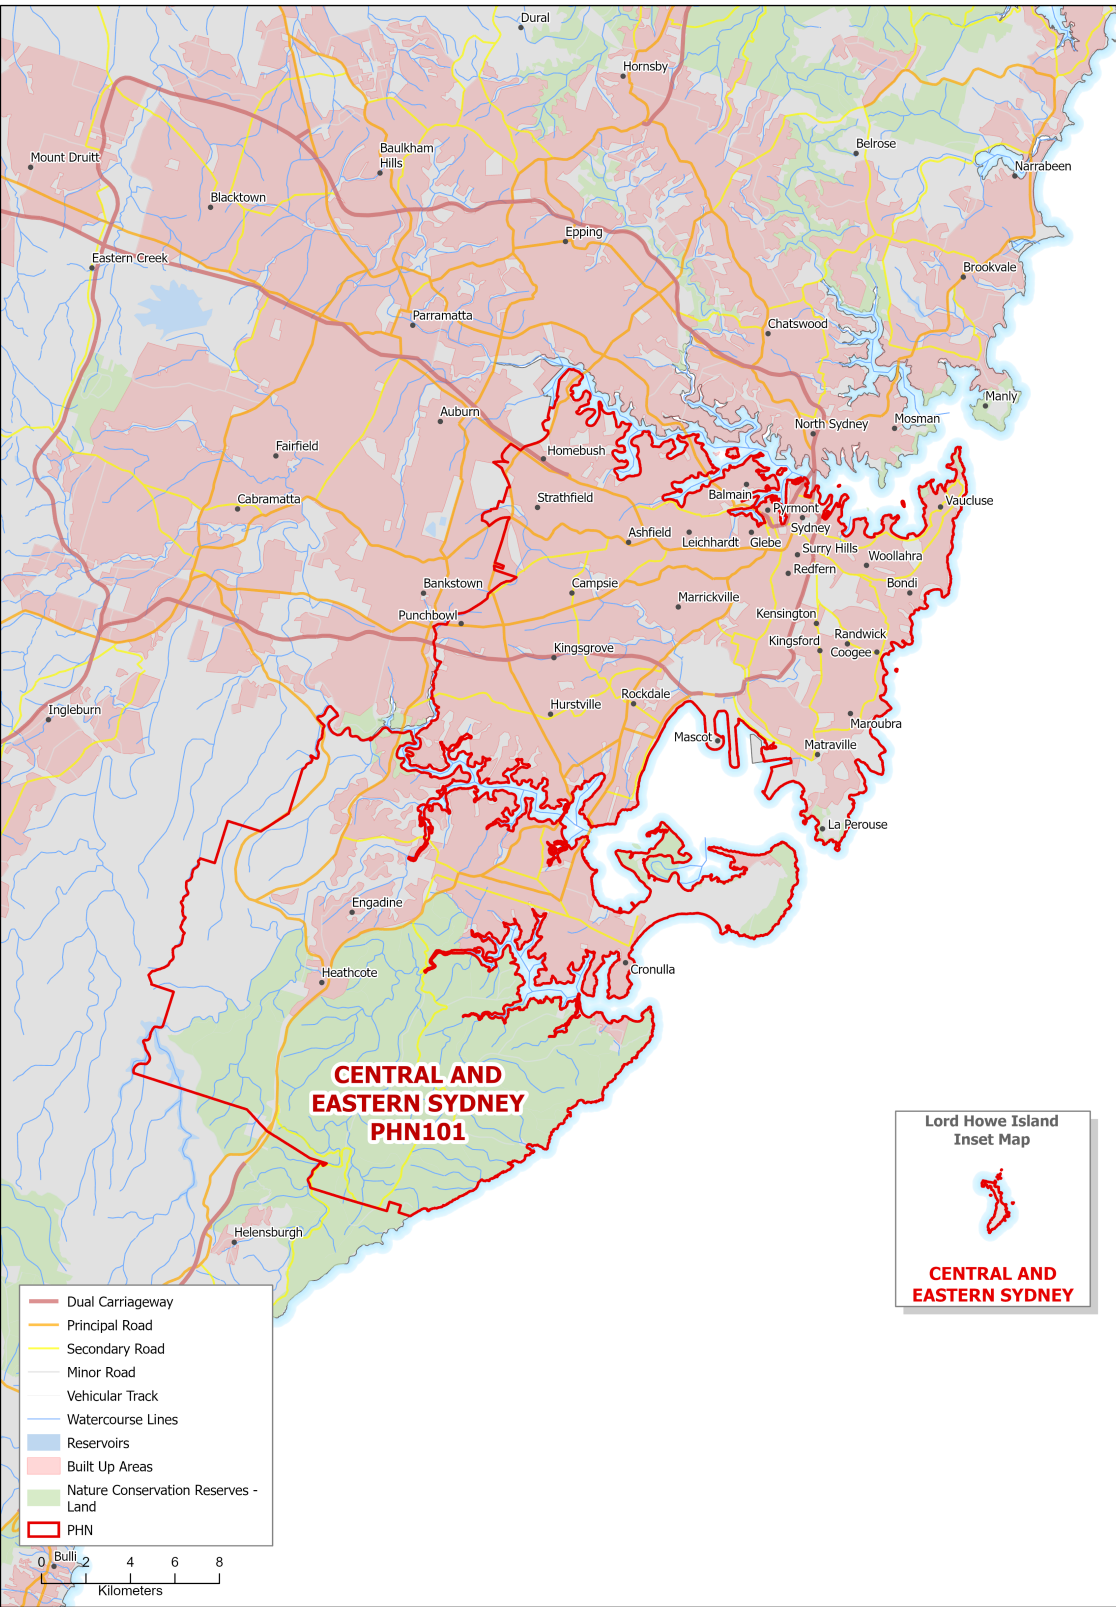 Dural
Hornsby
Baulkham
Hills
Belrose
Mount Druitt
Narrabeen
Blacktown
Epping
Eastern Creek
Brookvale
Parramatta
Chatswood
Manly
Auburn
Mosman
North Sydney
Fairfield
Homebush
Cabramatta
Strathfield
Balmain
Vaucluse
Pyrmont
Sydney
Ashfield
Leichhardt
Glebe
Surry Hills
Woollahra
Redfern
Bankstown
Campsie
Bondi
Marrickville
Punchbowl
Kensington
Randwick
Kingsford
Coogee
Kingsgrove
Rockdale
Ingleburn
Hurstville
Maroubra
Mascot
Matraville
La Perouse
Engadine
Heathcote
Cronulla
CENTRAL AND
EASTERN SYDNEY
PHN101
Lord Howe Island
Inset Map
CENTRAL AND
EASTERN SYDNEY
Helensburgh
Dual Carriageway
Principal Road
Secondary Road
Minor Road
Vehicular Track
Watercourse Lines
Reservoirs
Built Up Areas
Nature Conservation Reserves -
Land
PHN
Bulli
0 2 4 6 8
Kilometers